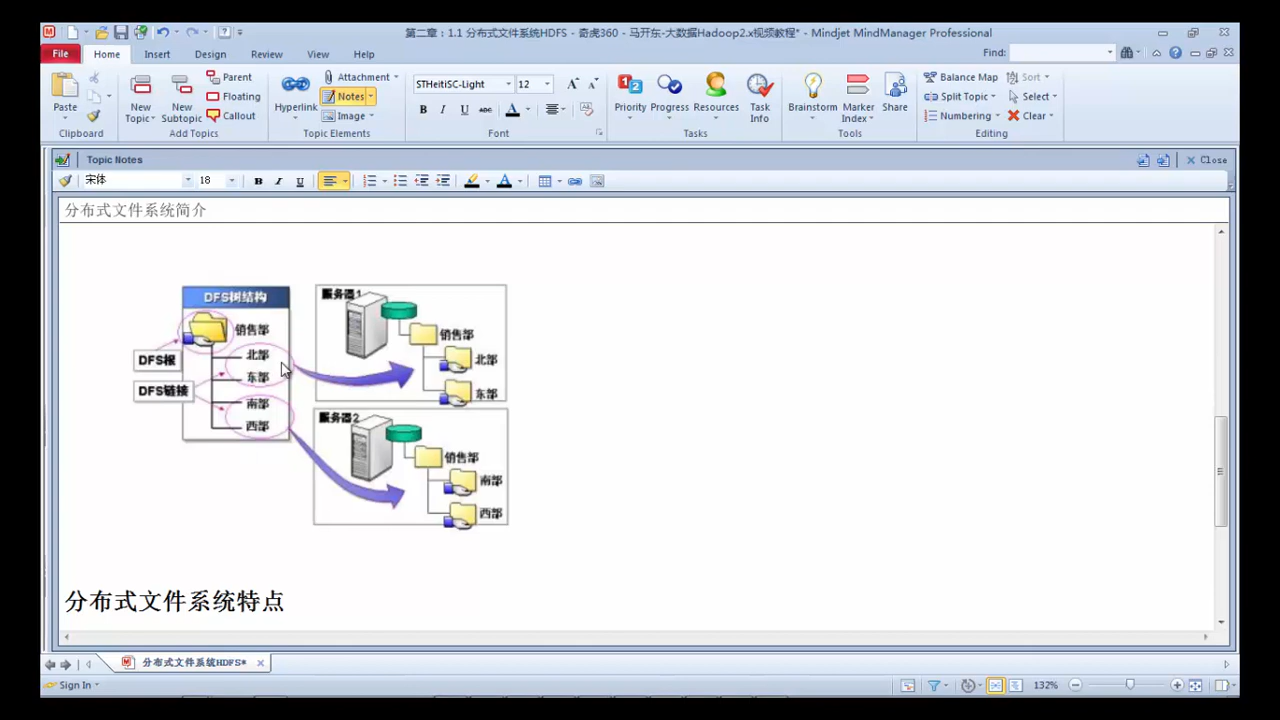 第二章：1.1 分布式文件系统HDFS - 奇虎360 - 马开东-大数据Hadoop2.x视频教程* - Mindjet MindManager Professional
File Home Insert Design Review View Help Find:
Paste
New Topic
New Subtopic
Parent
Floating
Callout
Hyperlink
Attachment
Notes
Image
STHeitiSC-Light 12
B I U abc A
Priority Progress Resources Task Info
Brainstorm Marker Index Share
Balance Map Sort
Split Topic Select
Numbering Clear
Clipboard Add Topics Topic Elements Font Tasks Tools Editing
Topic Notes Close
宋体 18 B I U A
分布式文件系统简介
DFS树结构
销售部
北部
东部
南部
西部
DFS根
DFS链接
服务器1
销售部
北部
东部
服务器2
销售部
南部
西部
分布式文件系统特点
分布式文件系统HDFS*
Sign In 132%